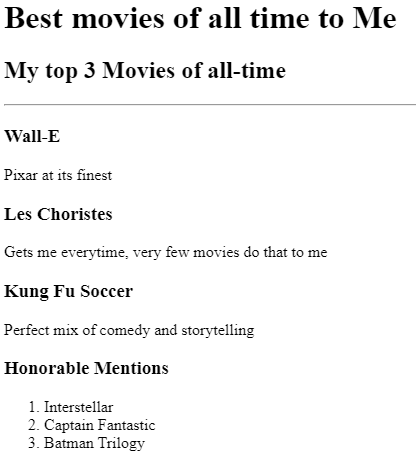 Best movies of all time to Me
My top 3 Movies of all-time
Wall-E
Pixar at its finest
Les Choristes
Gets me everytime, very few movies do that to me
Kung Fu Soccer
Perfect mix of comedy and storytelling
Honorable Mentions
1. Interstellar
2. Captain Fantastic
3. Batman Trilogy